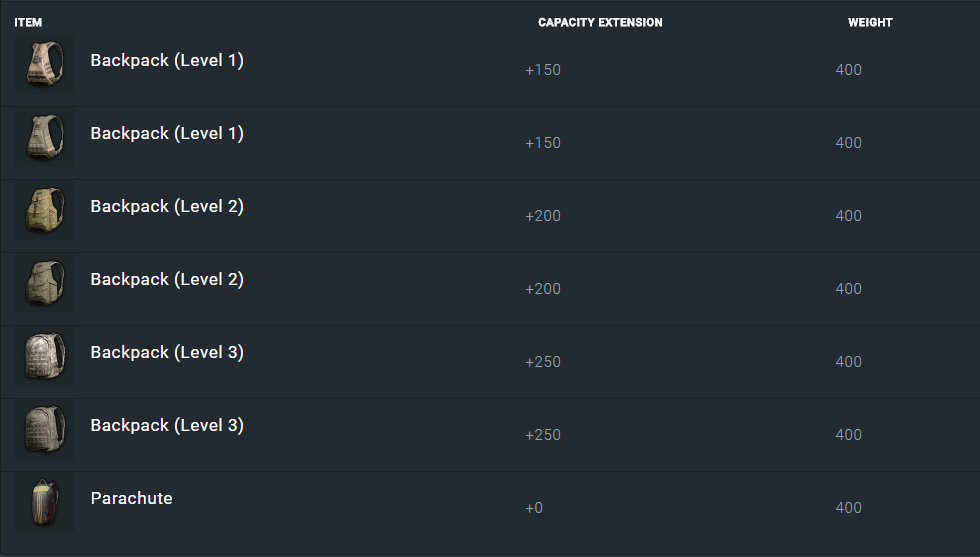 ITEM CAPACITY EXTENSION WEIGHT
Backpack (Level 1) +150 400
Backpack (Level 1) +150 400
Backpack (Level 2) +200 400
Backpack (Level 2) +200 400
Backpack (Level 3) +250 400
Backpack (Level 3) +250 400
Parachute +0 400